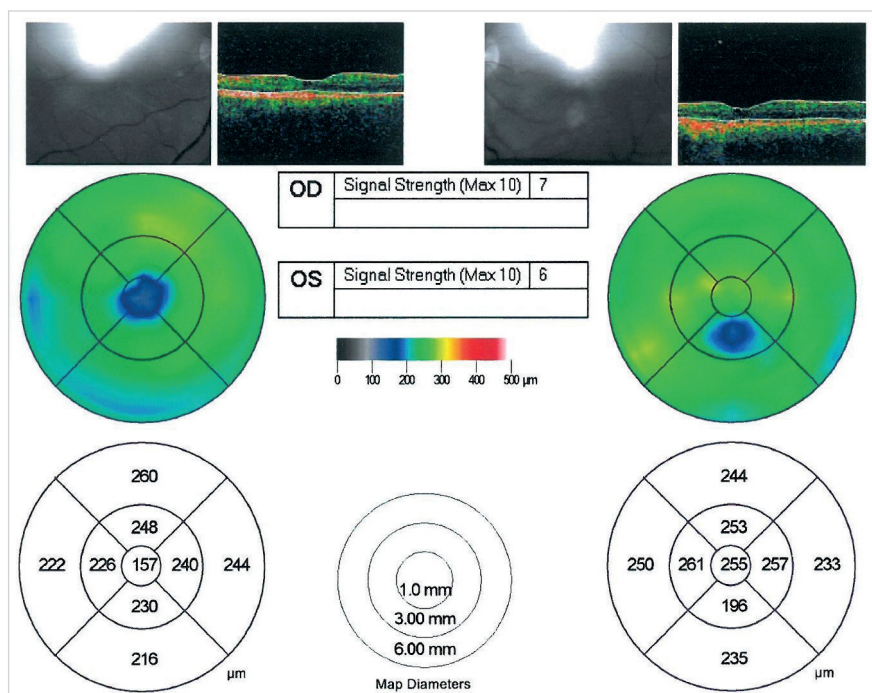 OD Signal Strength (Max 10) 7
OS Signal Strength (Max 10) 6
0 100 200 300 400 500 µm
260
248
222 226 157 240 244
230
216
µm
1.0 mm
3.00 mm
6.00 mm
Map Diameters
244
253
250 261 255 257 233
196
235
µm